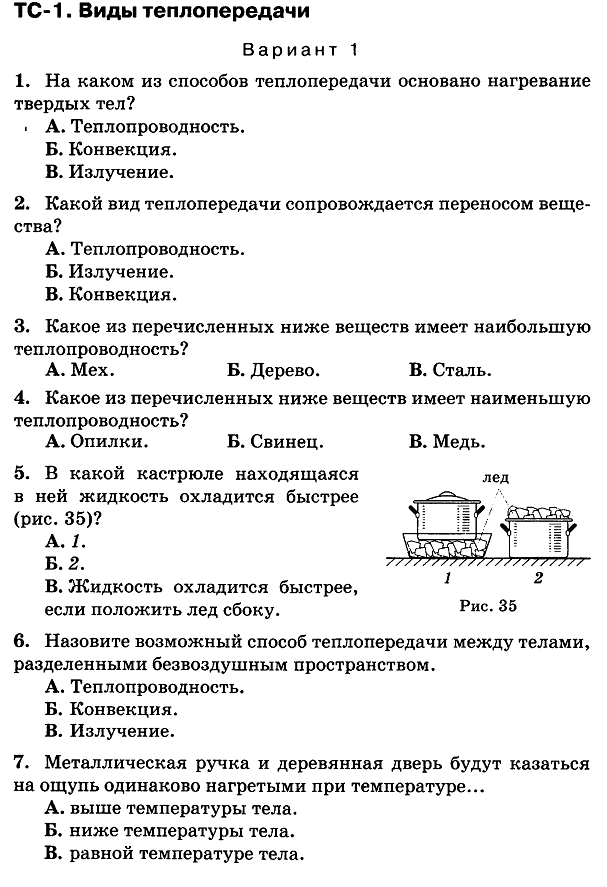 ТС-1. Виды теплопередачи
Вариант 1
1. На каком из способов теплопередачи основано нагревание
твердых тел?
А. Теплопроводность.
Б. Конвекция.
В. Излучение.
2. Какой вид теплопередачи сопровождается переносом веще-
ства?
А. Теплопроводность.
Б. Излучение.
В. Конвекция.
3. Какое из перечисленных ниже веществ имеет наибольшую
теплопроводность?
А. Мех. Б. Дерево. В. Сталь.
4. Какое из перечисленных ниже веществ имеет наименьшую
теплопроводность?
А. Опилки. Б. Свинец. В. Медь.
5. В какой кастрюле находящаяся
в ней жидкость охладится быстрее
(рис. 35)?
А. 1.
Б. 2.
В. Жидкость охладится быстрее,
если положить лед сбоку.
лед
1 2
Рис. 35
6. Назовите возможный способ теплопередачи между телами,
разделенными безвоздушным пространством.
А. Теплопроводность.
Б. Конвекция.
В. Излучение.
7. Металлическая ручка и деревянная дверь будут казаться
на ощупь одинаково нагретыми при температуре...
А. выше температуры тела.
Б. ниже температуры тела.
В. равной температуре тела.